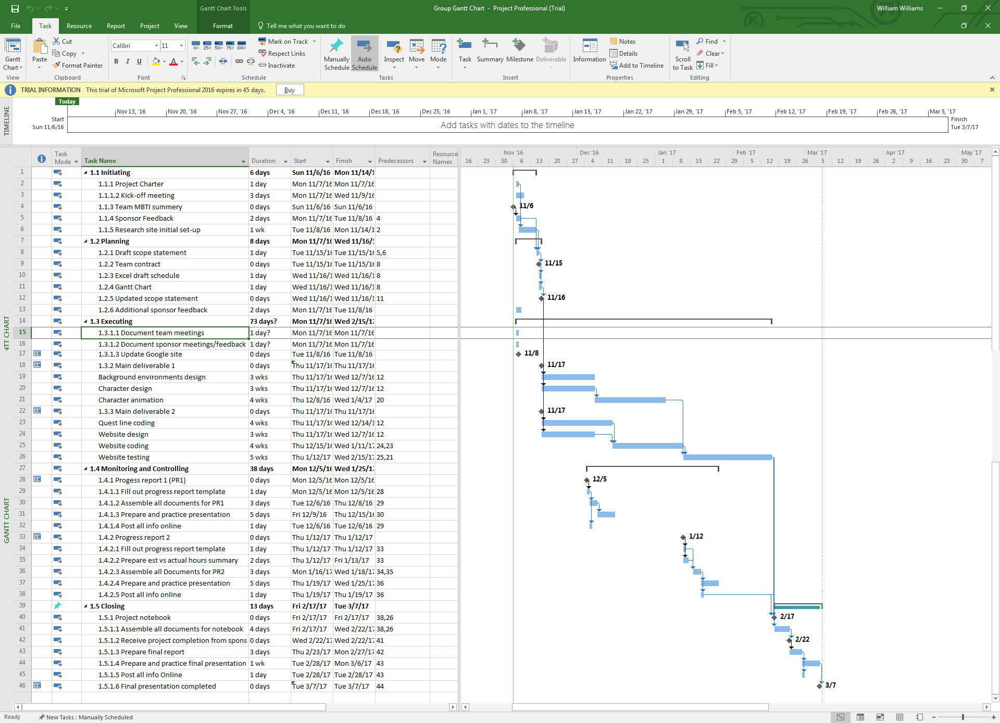 Gantt Chart Tools
Group Gantt Chart - Project Professional (Trial)
William Williams
File Task Resource Report Project View Format Tell me what you want to do
Gantt Chart
View
Paste
Cut
Copy
Format Painter
Clipboard
Calibri 11
B I U A
Font
0% 25% 50% 75% 100%
Mark on Track
Respect Links
Inactivate
Schedule
Manually Schedule
Auto Schedule
Inspect Move Mode
Tasks
Task Summary Milestone Deliverable
Insert
Information
Notes
Details
Add to Timeline
Properties
Scroll to Task
Find
Clear
Fill
Editing
TRIAL INFORMATION This trial of Microsoft Project Professional 2016 expires in 45 days. Buy
TIMELINE
Today
Nov 13, '16 Nov 20, '16 Nov 27, '16 Dec 4, '16 Dec 11, '16 Dec 18, '16 Dec 25, '16 Jan 1, '17 Jan 8, '17 Jan 15, '17 Jan 22, '17 Jan 29, '17 Feb 5, '17 Feb 12, '17 Feb 19, '17 Feb 26, '17 Mar 5, '17
Start
Sun 11/6/16
Add tasks with dates to the timeline
Finish
Tue 3/7/17
Task Mode Task Name Duration Start Finish Predecessors Resource Names
Nov '16 Dec '16 Jan '17 Feb '17 Mar '17 Apr '17 May '17
16 23 30 6 13 20 27 4 11 18 25 1 8 15 22 29 5 12 19 26 5 12 19 26 2 9 16 23 30 7
1 1.1 Initiating 6 days Sun 11/6/16 Mon 11/14/1
2 1.1.1 Project Charter 1 day Mon 11/7/16 Mon 11/7/16
3 1.1.1.2 Kick-off meeting 3 days Mon 11/7/16 Wed 11/9/16
4 1.1.3 Team MBTI summery 0 days Sun 11/6/16 Sun 11/6/16 11/6
5 1.1.4 Sponsor Feedback 2 days Mon 11/7/16 Tue 11/8/16 4
6 1.1.5 Research site initial set-up 1 wk Tue 11/8/16 Mon 11/14/1 2
7 1.2 Planning 8 days Mon 11/7/16 Wed 11/16/1
8 1.2.1 Draft scope statement 1 day Tue 11/15/16 Tue 11/15/16 5,6
9 1.2.2 Team contract 0 days Tue 11/15/16 Tue 11/15/16 8 11/15
10 1.2.3 Excel draft schedule 1 day Wed 11/16/1 Wed 11/16/1 8
11 1.2.4 Gantt Chart 1 day Wed 11/16/1 Wed 11/16/1 8
12 1.2.5 Updated scope statement 0 days Wed 11/16/1 Wed 11/16/1 11 11/16
13 1.2.6 Additional sponsor feedback 2 days Mon 11/7/16 Tue 11/8/16
14 1.3 Executing 73 days? Mon 11/7/16 Wed 2/15/17
15 1.3.1.1 Document team meetings 1 day? Mon 11/7/16 Mon 11/7/16
16 1.3.1.2 Document sponsor meetings/feedback 1 day? Mon 11/7/16 Mon 11/7/16
17 1.3.1.3 Update Google site 0 days Tue 11/8/16 Tue 11/8/16 11/8
18 1.3.2 Main deliverable 1 0 days Thu 11/17/16 Thu 11/17/16 11/17
19 Background environments design 3 wks Thu 11/17/16 Wed 12/7/16 12
20 Character design 3 wks Thu 11/17/16 Wed 12/7/16 12
21 Character animation 4 wks Thu 12/8/16 Wed 1/4/17 20
22 1.3.3 Main deliverable 2 0 days Thu 11/17/16 Thu 11/17/16 11/17
23 Quest line coding 4 wks Thu 11/17/16 Wed 12/14/1 12
24 Website design 3 wks Thu 11/17/16 Wed 12/7/16 12
25 Website coding 4 wks Thu 12/15/16 Wed 1/11/17 24,23
26 Website testing 5 wks Thu 1/12/17 Wed 2/15/17 25,21
27 1.4 Monitoring and Controlling 38 days Mon 12/5/16 Wed 1/25/17
28 1.4.1 Progess report 1 (PR1) 0 days Mon 12/5/16 Mon 12/5/16 12/5
29 1.4.1.1 Fill out progress report template 1 day Mon 12/5/16 Mon 12/5/16 28
30 1.4.1.2 Assemble all documents for PR1 3 days Tue 12/6/16 Thu 12/8/16 29
31 1.4.1.3 Prepare and practice presentation 5 days Fri 12/9/16 Thu 12/15/16 30
32 1.4.1.4 Post all info online 1 day Tue 12/6/16 Tue 12/6/16 29
33 1.4.2 Progress report 2 0 days Thu 1/12/17 Thu 1/12/17 1/12
34 1.4.2.1 Fill out progress report template 1 day Thu 1/12/17 Thu 1/12/17 33
35 1.4.2.2 Prepare est vs actual hours summary 2 days Thu 1/12/17 Fri 1/13/17 33
36 1.4.2.3 Assemble all Documents for PR2 3 days Mon 1/16/17 Wed 1/18/17 34,35
37 1.4.2.4 Prepare and practice presentation 5 days Thu 1/19/17 Wed 1/25/17 36
38 1.4.2.5 Post all info online 1 day Thu 1/19/17 Thu 1/19/17 36
39 1.5 Closing 13 days Fri 2/17/17 Tue 3/7/17
40 1.5.1 Project notebook 0 days Fri 2/17/17 Fri 2/17/17 38,26 2/17
41 1.5.1.1 Assemble all documents for notebook 4 days Fri 2/17/17 Wed 2/22/17 38,26
42 1.5.1.2 Receive project completion from spons 0 days Wed 2/22/17 Wed 2/22/17 41 2/22
43 1.5.1.3 Prepare final report 3 days Thu 2/23/17 Mon 2/27/17 42
44 1.5.1.4 Prepare and practice final presentation 1 wk Tue 2/28/17 Mon 3/6/17 43
45 1.5.1.5 Post all info Online 1 day Tue 2/28/17 Tue 2/28/17 43
46 1.5.1.6 Final presentation completed 0 days Tue 3/7/17 Tue 3/7/17 44 3/7
NTT CHART
GANTT CHART
Ready New Tasks : Manually Scheduled